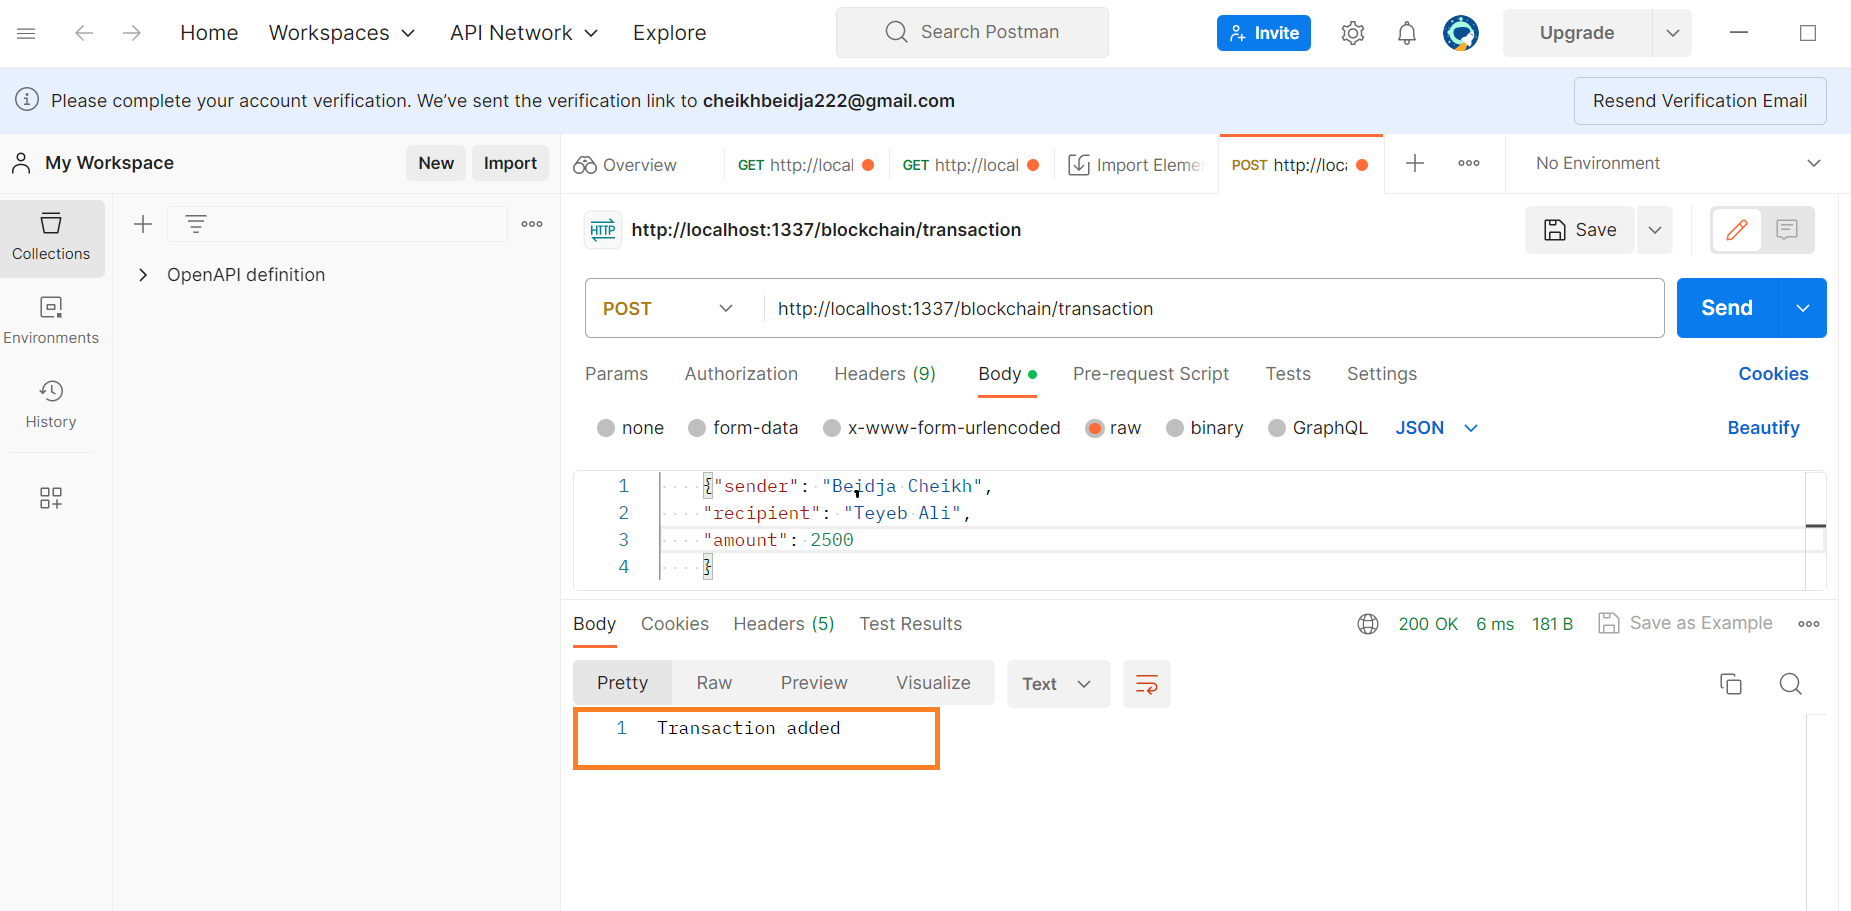 Home Workspaces API Network Explore Search Postman Invite Upgrade
Please complete your account verification. We've sent the verification link to cheikhbeidja222@gmail.com Resend Verification Email
My Workspace New Import Overview GET http://local GET http://local Import Elemer POST http://loca No Environment
Collections
OpenAPI definition
Environments
History
HTTP http://localhost:1337/blockchain/transaction Save
POST http://localhost:1337/blockchain/transaction Send
Params Authorization Headers (9) Body Pre-request Script Tests Settings Cookies
none form-data x-www-form-urlencoded raw binary GraphQL JSON Beautify
1 {"sender": "Beidja Cheikh",
2 "recipient": "Teyeb Ali",
3 "amount": 2500
4 }
Body Cookies Headers (5) Test Results 200 OK 6 ms 181 B Save as Example
Pretty Raw Preview Visualize Text
1 Transaction added